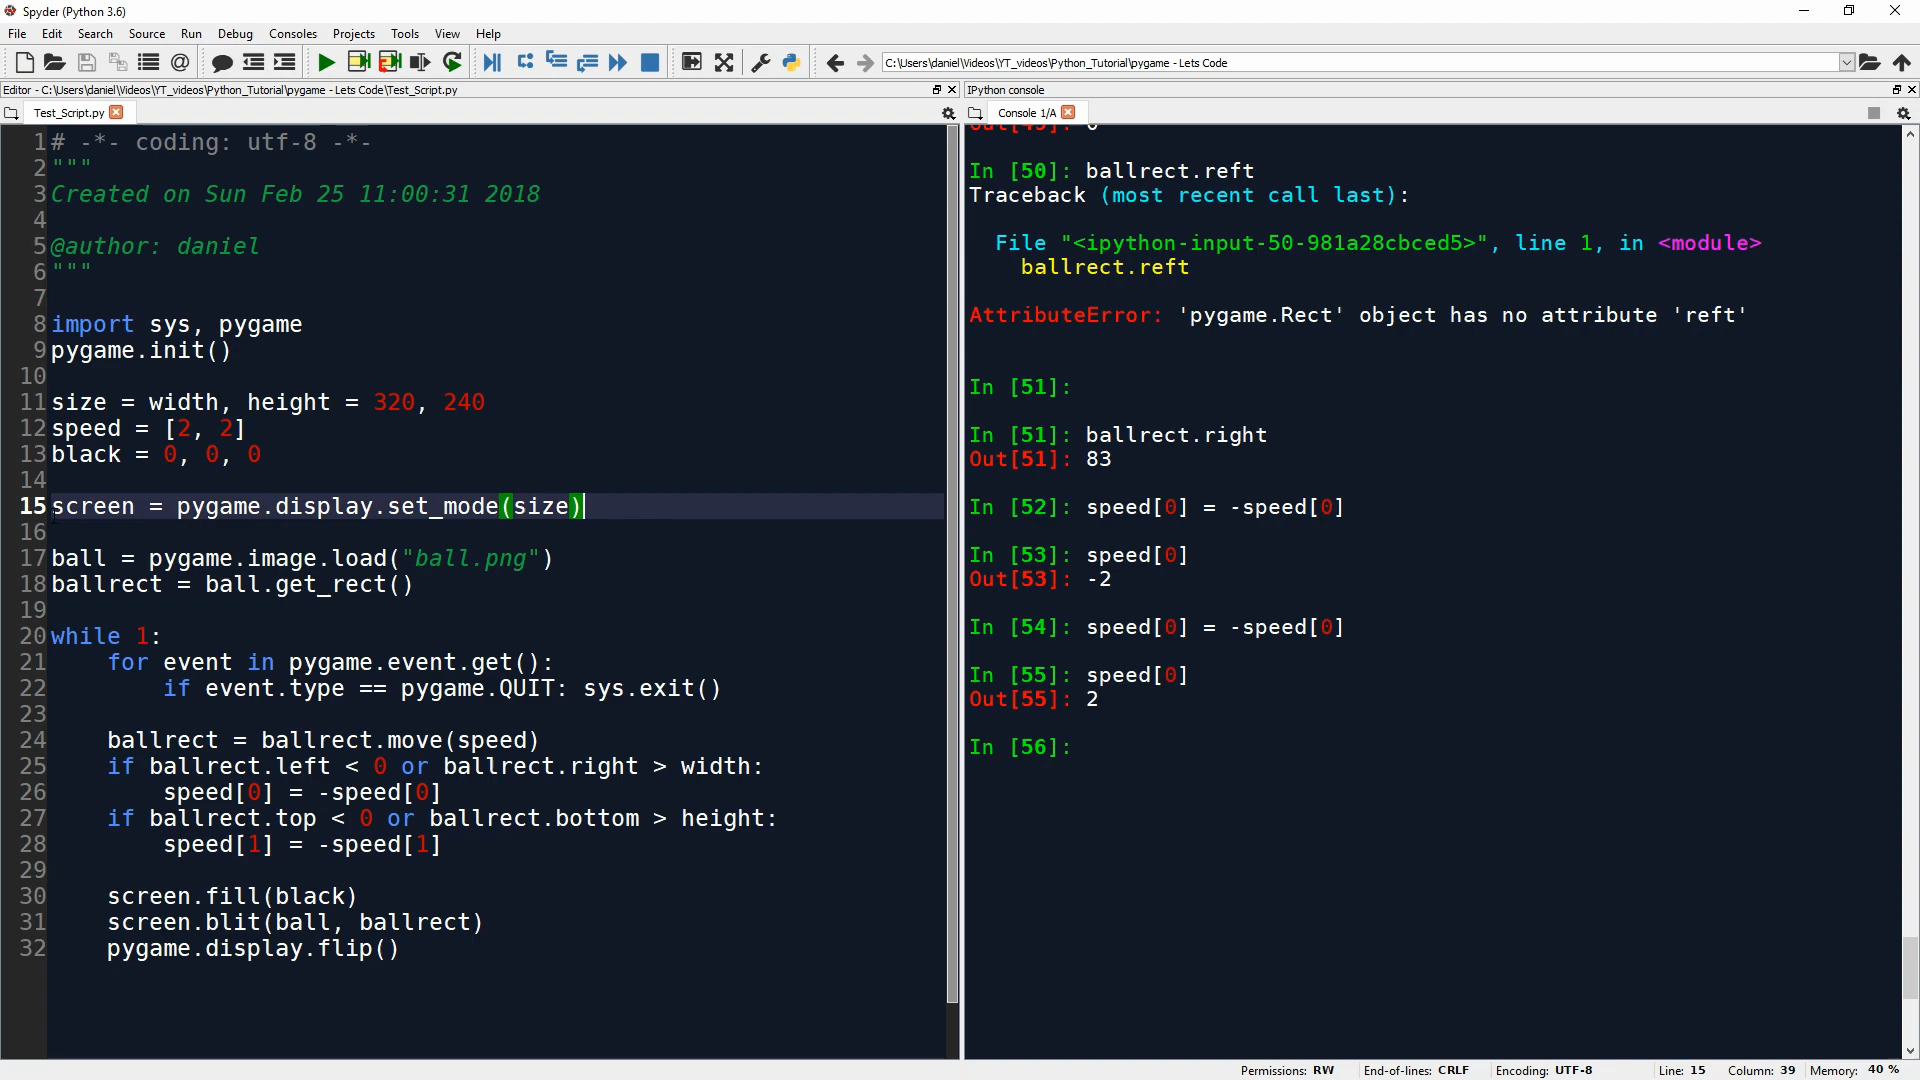 Spyder (Python 3.6)
File Edit Search Source Run Debug Consoles Projects Tools View Help
C:\Users\daniel\Videos\YT_videos\Python_Tutorial\pygame - Lets Code
Editor - C:\Users\daniel\Videos\YT_videos\Python_Tutorial\pygame - Lets Code\Test_Script.py
Test_Script.py
1 # -*- coding: utf-8 -*-
2 """
3 Created on Sun Feb 25 11:00:31 2018
4
5 @author: daniel
6 """
7
8 import sys, pygame
9 pygame.init()
10
11 size = width, height = 320, 240
12 speed = [2, 2]
13 black = 0, 0, 0
14
15 screen = pygame.display.set_mode(size)
16
17 ball = pygame.image.load("ball.png")
18 ballrect = ball.get_rect()
19
20 while 1:
21     for event in pygame.event.get():
22         if event.type == pygame.QUIT: sys.exit()
23
24     ballrect = ballrect.move(speed)
25     if ballrect.left < 0 or ballrect.right > width:
26         speed[0] = -speed[0]
27     if ballrect.top < 0 or ballrect.bottom > height:
28         speed[1] = -speed[1]
29
30     screen.fill(black)
31     screen.blit(ball, ballrect)
32     pygame.display.flip()
IPython console
Console 1/A
Out[49]: 0
In [50]: ballrect.reft
Traceback (most recent call last):
File "<ipython-input-50-981a28cbced5>", line 1, in <module>
ballrect.reft
AttributeError: 'pygame.Rect' object has no attribute 'reft'
In [51]:
In [51]: ballrect.right
Out[51]: 83
In [52]: speed[0] = -speed[0]
In [53]: speed[0]
Out[53]: -2
In [54]: speed[0] = -speed[0]
In [55]: speed[0]
Out[55]: 2
In [56]:
Permissions: RW End-of-lines: CRLF Encoding: UTF-8 Line: 15 Column: 39 Memory: 40 %